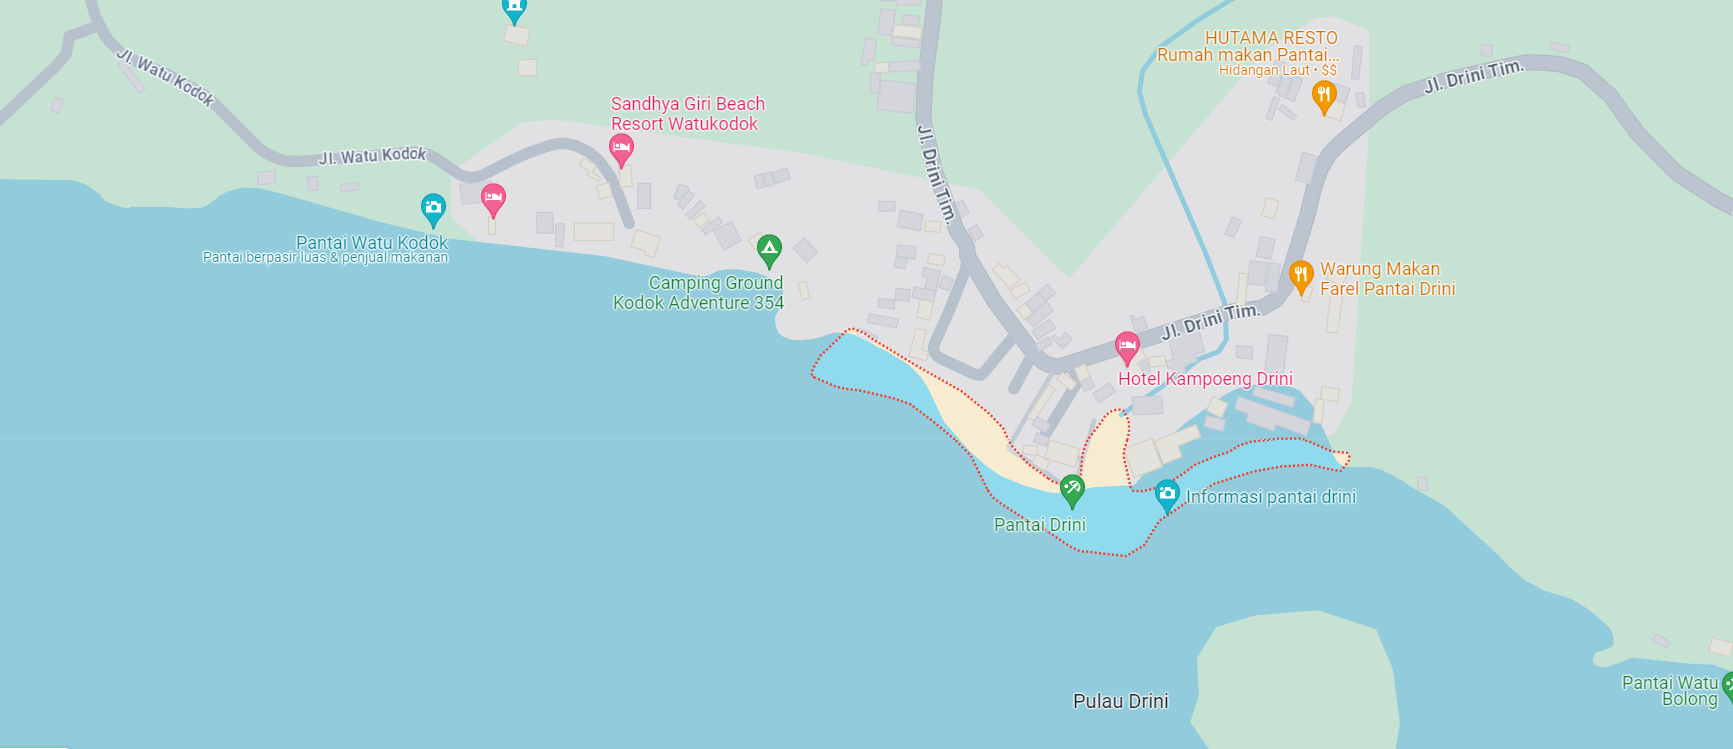 HUTAMA RESTO
Rumah makan Pantai...
Hidangan Laut • $$
Jl. Watu Kodok
Jl. Drini Tim.
Sandhya Giri Beach
Resort Watukodok
Jl. Drini Tim.
Jl. Watu Kodok
Pantai Watu Kodok
Pantai berpasir luas & penjual makanan
Camping Ground
Kodok Adventure 354
Warung Makan
Farel Pantai Drini
Jl. Drini Tim.
Hotel Kampoeng Drini
Informasi pantai drini
Pantai Drini
Pulau Drini
Pantai Watu
Bolong